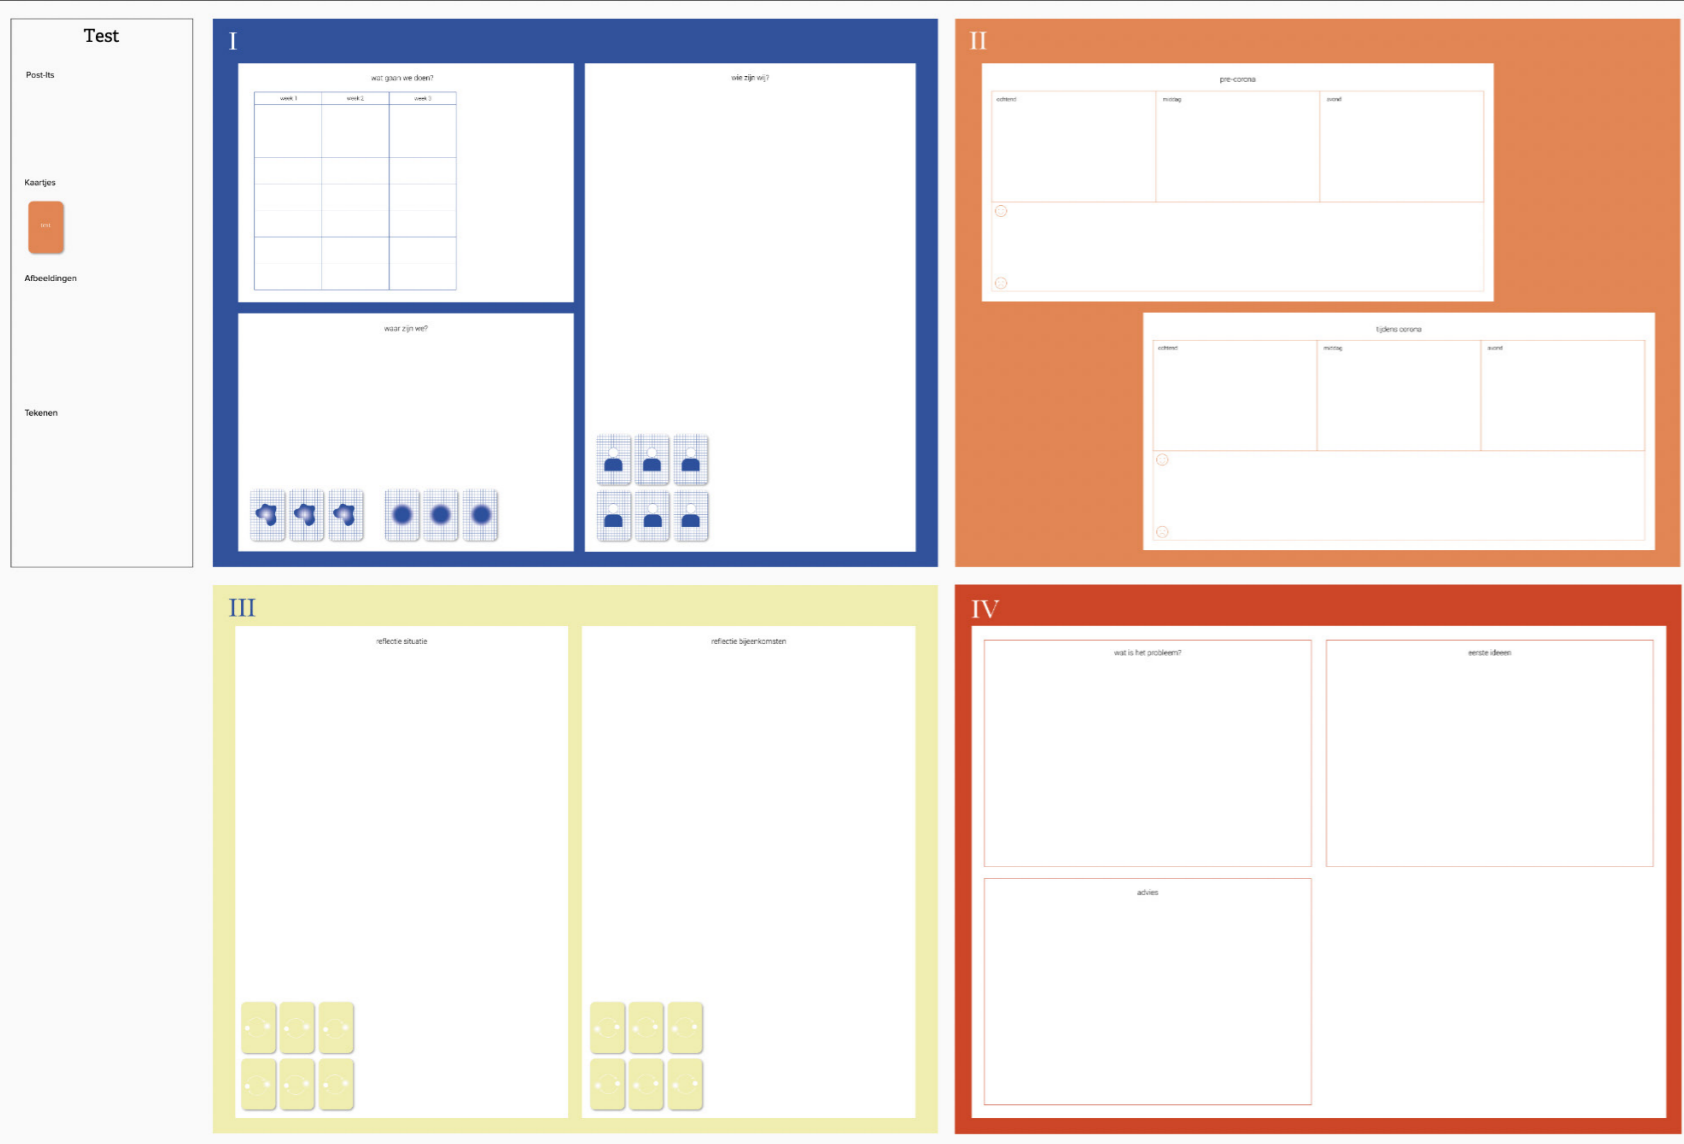 Test
Post-Its
Kaartjes
Afbeeldingen
Tekenen
I
wat gaan we doen?
week 1 week 2 week 3
waar zijn we?
wie zijn wij?
II
pre-corona
ochtend middag avond
tijdens corona
ochtend middag avond
III
reflectie situatie
reflectie bijeenkomsten
IV
wat is het probleem?
eerste ideeen
advies